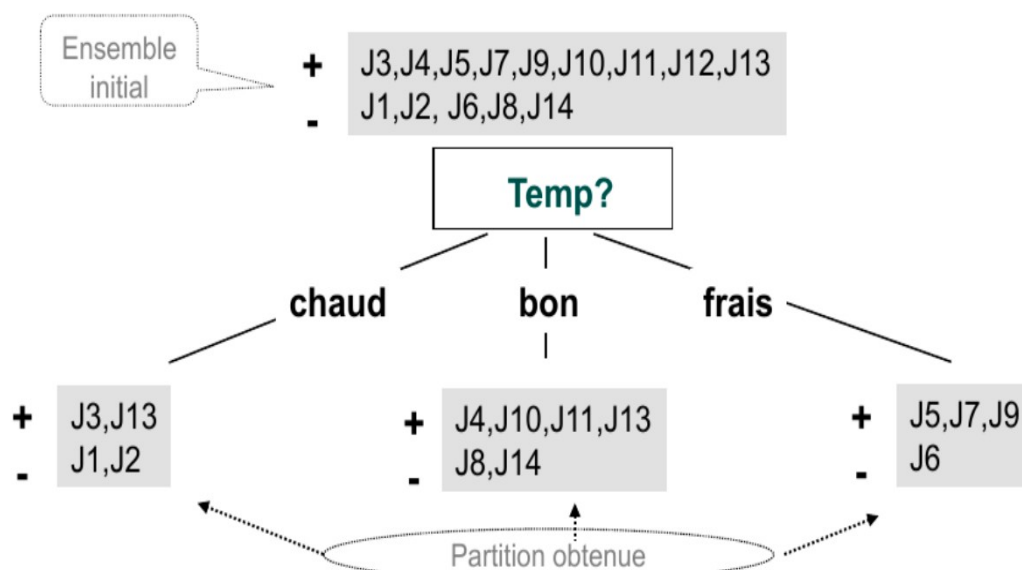 Ensemble
initial
+ J3,J4,J5,J7,J9,J10,J11,J12,J13
- J1,J2, J6,J8,J14
Temp?
chaud bon frais
+ J3,J13
- J1,J2
+ J4,J10,J11,J13
- J8,J14
+ J5,J7,J9
- J6
Partition obtenue